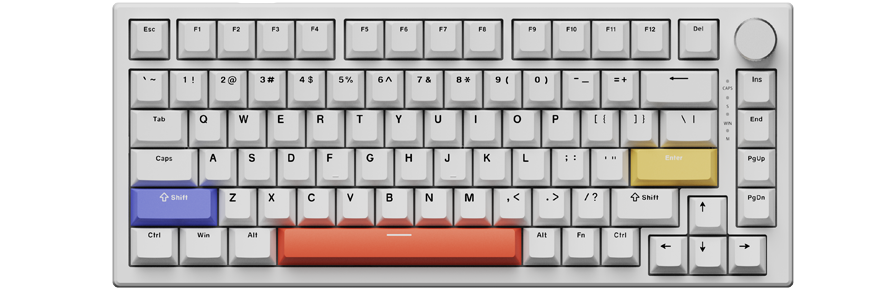 Esc F1 F2 F3 F4 F5 F6 F7 F8 F9 F10 F11 F12 Del
` ~ 1 ! 2 @ 3 # 4 $ 5 % 6 ^ 7 & 8 * 9 ( 0 ) - _ = + ← Ins
Tab Q W E R T Y U I O P [ { ] } \ | End
Caps A S D F G H J K L ; : ' " Enter PgUp
⇧ Shift Z X C V B N M , < . > / ? ⇧ Shift ↑ PgDn
Ctrl Win Alt Alt Fn Ctrl ← ↓ →
CAPS
WIN